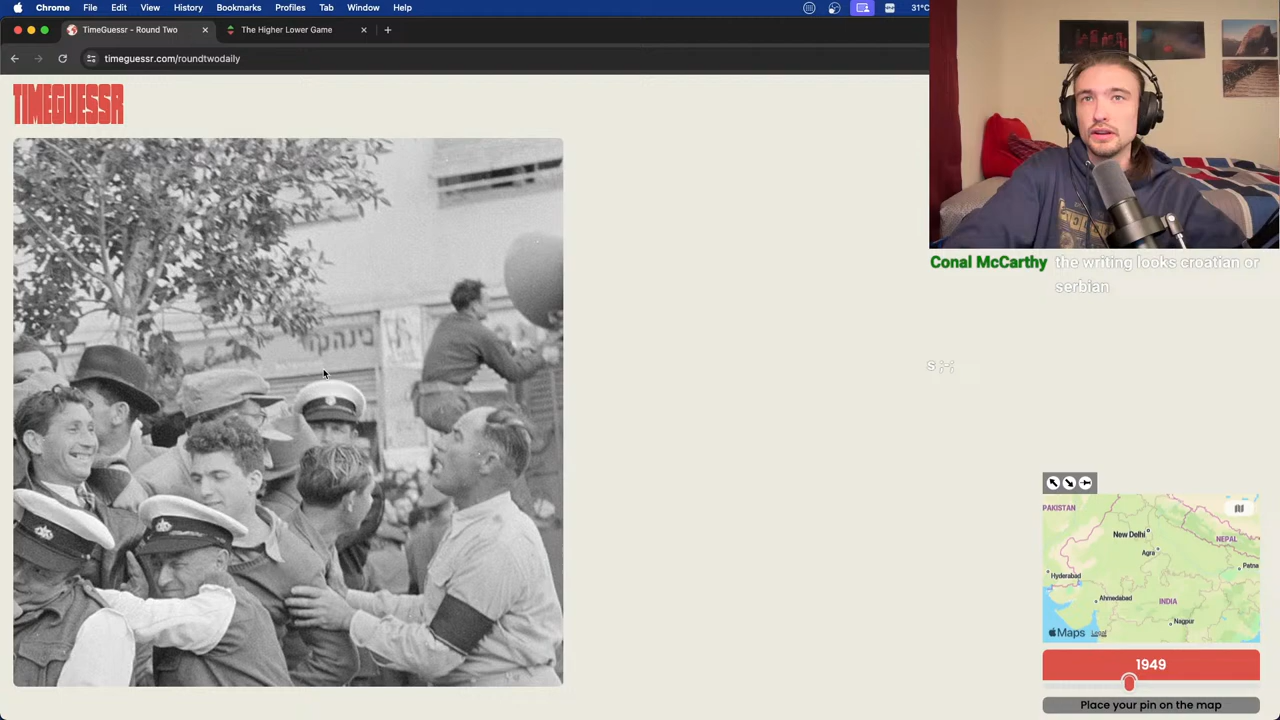 Chrome File Edit View History Bookmarks Profiles Tab Window Help 31°C
TimeGuessr - Round Two The Higher Lower Game
timeguessr.com/roundtwodaily
TIMEGUESSR
Conal McCarthy the writing looks croatian or
serbian
s ;-;
PAKISTAN
New Delhi
NEPAL
Agra
Patna
Hyderabad
Ahmedabad
INDIA
Maps Legal
Nagpur
1949
Place your pin on the map